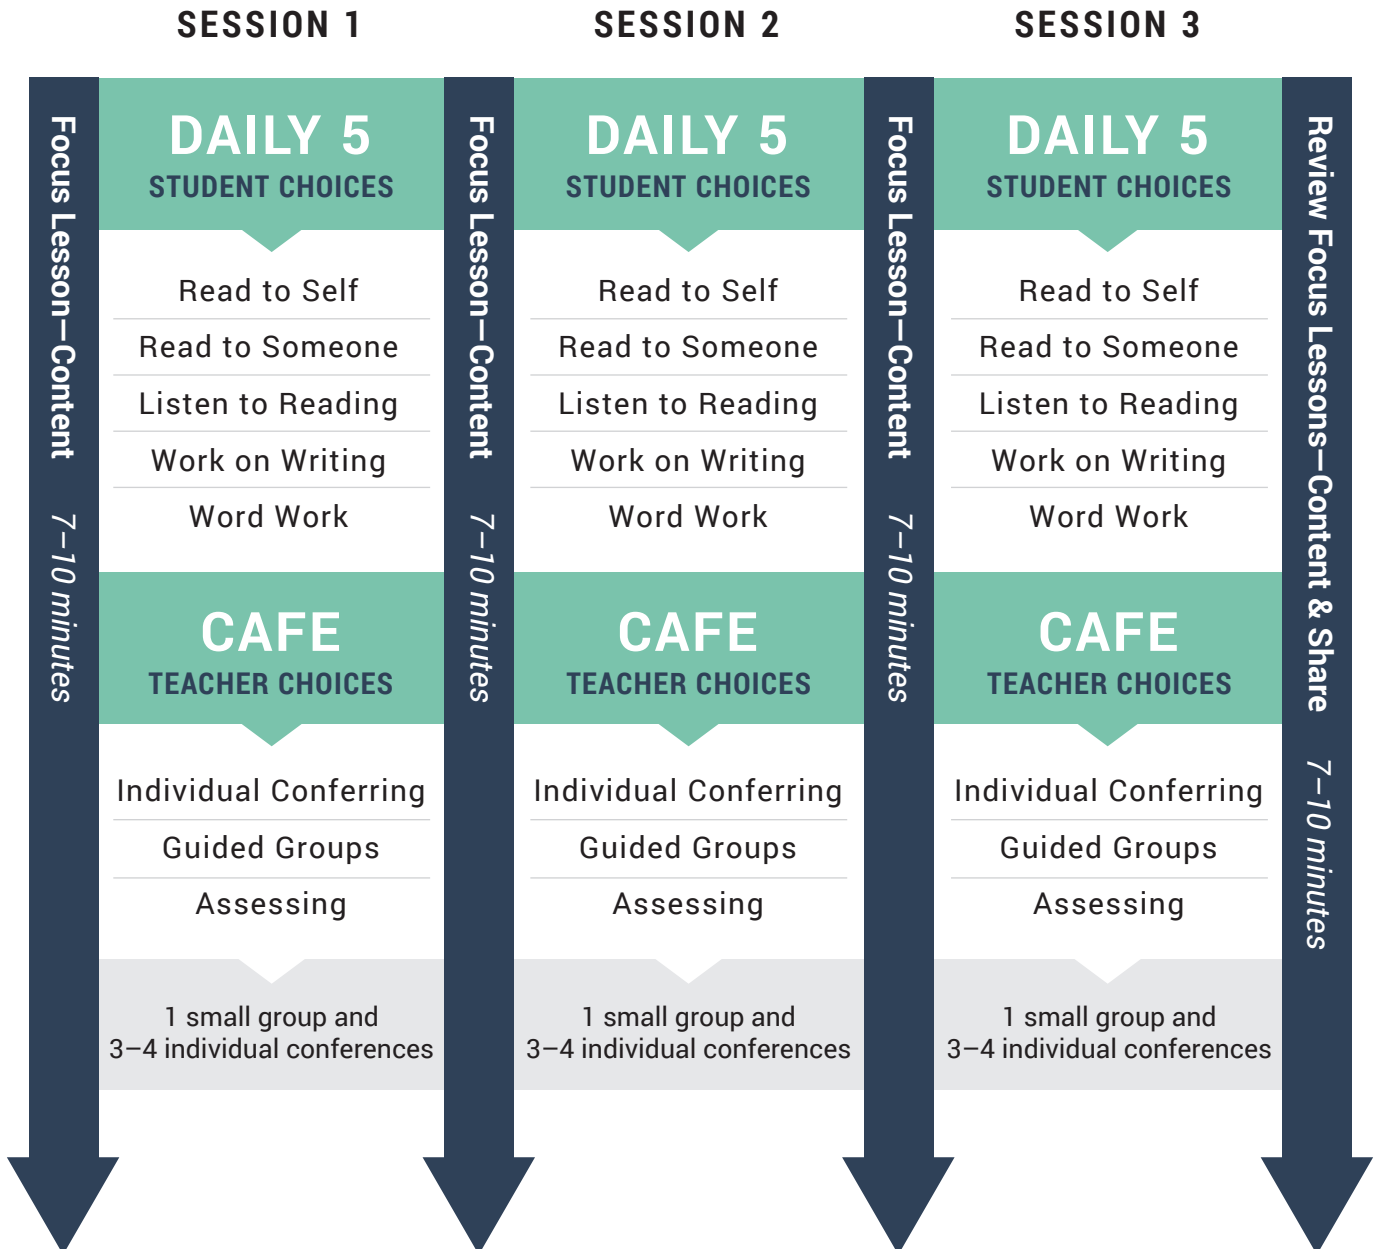 SESSION 1
SESSION 2
SESSION 3
Focus Lesson—Content 7–10 minutes
DAILY 5
STUDENT CHOICES
Read to Self
Read to Someone
Listen to Reading
Work on Writing
Word Work
CAFE
TEACHER CHOICES
Individual Conferring
Guided Groups
Assessing
1 small group and
3–4 individual conferences
Focus Lesson—Content 7–10 minutes
DAILY 5
STUDENT CHOICES
Read to Self
Read to Someone
Listen to Reading
Work on Writing
Word Work
CAFE
TEACHER CHOICES
Individual Conferring
Guided Groups
Assessing
1 small group and
3–4 individual conferences
Focus Lesson—Content 7–10 minutes
DAILY 5
STUDENT CHOICES
Read to Self
Read to Someone
Listen to Reading
Work on Writing
Word Work
CAFE
TEACHER CHOICES
Individual Conferring
Guided Groups
Assessing
1 small group and
3–4 individual conferences
Review Focus Lessons—Content & Share 7–10 minutes